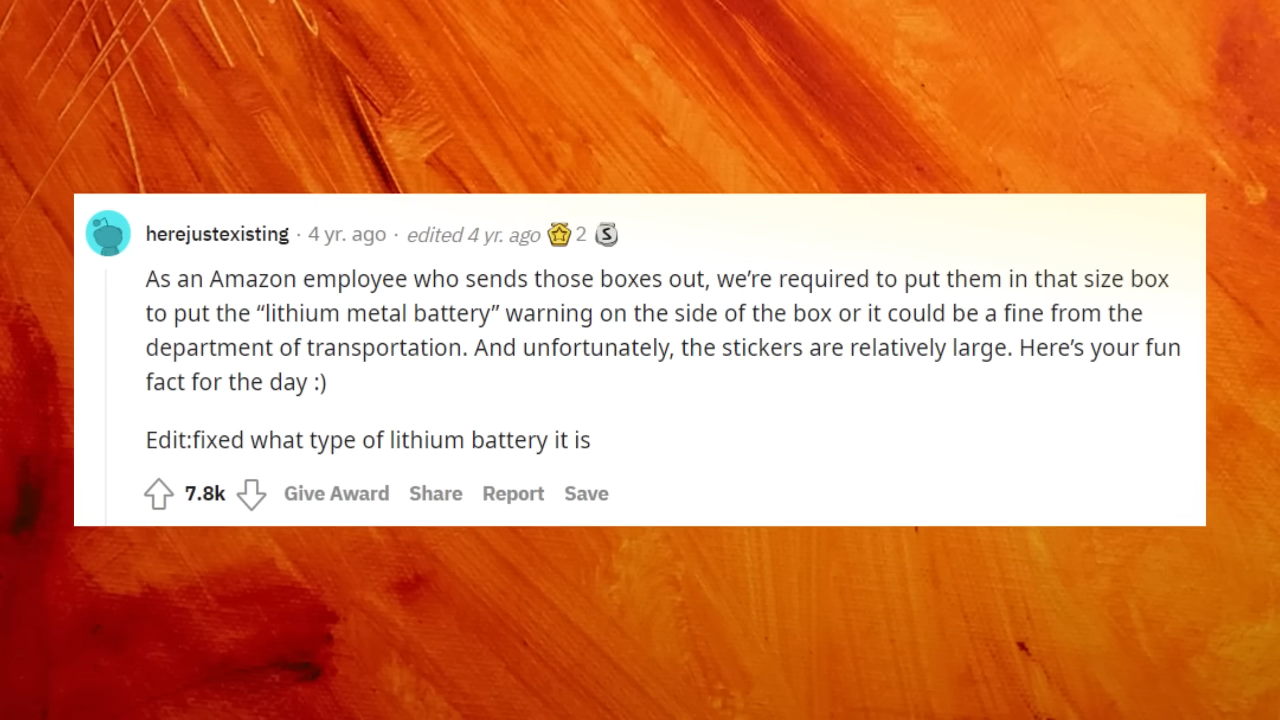 herejustexisting · 4 yr. ago · edited 4 yr. ago 2 S
As an Amazon employee who sends those boxes out, we’re required to put them in that size box
to put the “lithium metal battery” warning on the side of the box or it could be a fine from the
department of transportation. And unfortunately, the stickers are relatively large. Here’s your fun
fact for the day :)
Edit:fixed what type of lithium battery it is
7.8k Give Award Share Report Save